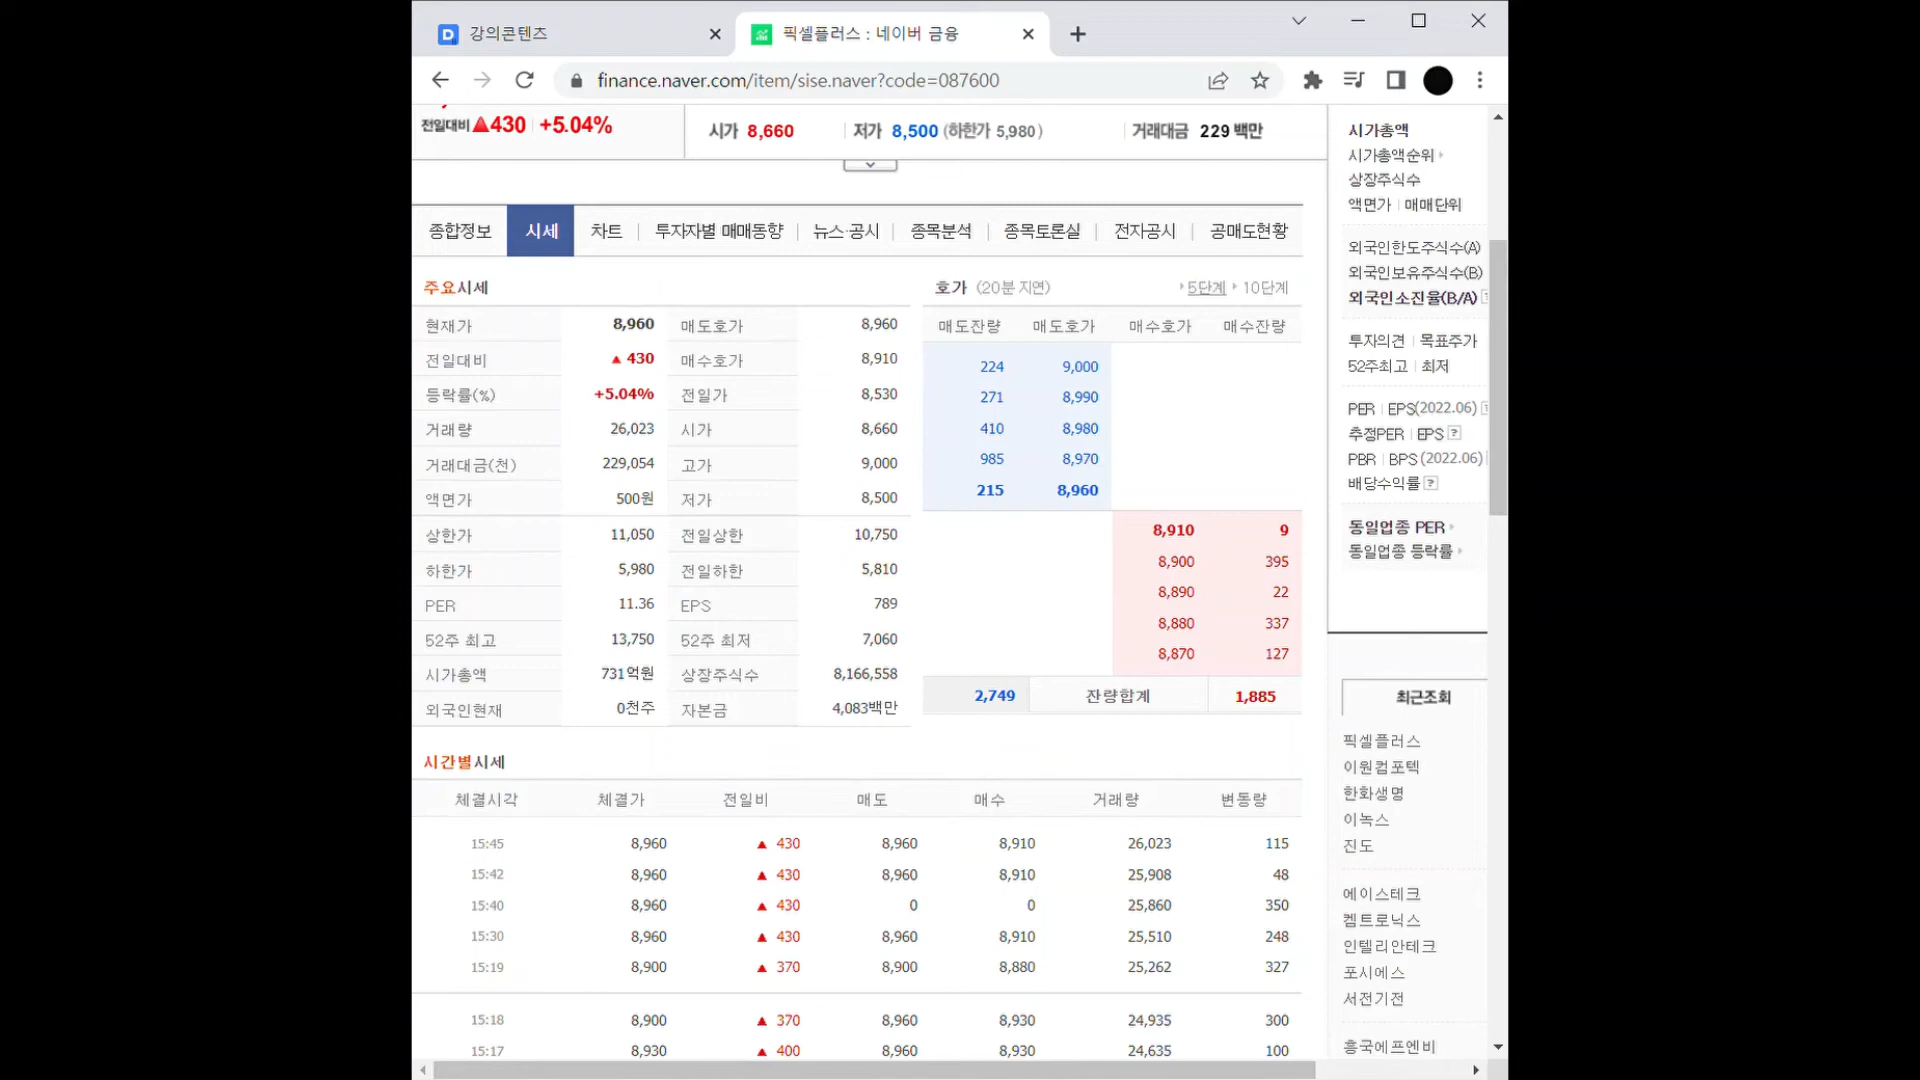 강의콘텐츠
픽셀플러스 : 네이버 금융
finance.naver.com/item/sise.naver?code=087600
전일대비 ▲430 +5.04%
시가 8,660 저가 8,500 (하한가 5,980) 거래대금 229 백만
종합정보 시세 차트 투자자별 매매동향 뉴스·공시 종목분석 종목토론실 전자공시 공매도현황
주요시세
현재가 8,960 매도호가 8,960
전일대비 ▲ 430 매수호가 8,910
등락률(%) +5.04% 전일가 8,530
거래량 26,023 시가 8,660
거래대금(천) 229,054 고가 9,000
액면가 500원 저가 8,500
상한가 11,050 전일상한 10,750
하한가 5,980 전일하한 5,810
PER 11.36 EPS 789
52주 최고 13,750 52주 최저 7,060
시가총액 731억원 상장주식수 8,166,558
외국인현재 0천주 자본금 4,083백만
호가 (20분 지연) 5단계 10단계
매도잔량 매도호가 매수호가 매수잔량
224 9,000
271 8,990
410 8,980
985 8,970
215 8,960
8,910 9
8,900 395
8,890 22
8,880 337
8,870 127
2,749 잔량합계 1,885
시간별시세
체결시각 체결가 전일비 매도 매수 거래량 변동량
15:45 8,960 ▲ 430 8,960 8,910 26,023 115
15:42 8,960 ▲ 430 8,960 8,910 25,908 48
15:40 8,960 ▲ 430 0 0 25,860 350
15:30 8,960 ▲ 430 8,960 8,910 25,510 248
15:19 8,900 ▲ 370 8,900 8,880 25,262 327
15:18 8,900 ▲ 370 8,960 8,930 24,935 300
15:17 8,930 ▲ 400 8,960 8,930 24,635 100
시가총액
시가총액순위
상장주식수
액면가 매매단위
외국인한도주식수(A)
외국인보유주식수(B)
외국인소진율(B/A) ?
투자의견 목표주가
52주최고 최저
PER EPS(2022.06) ?
추정PER EPS ?
PBR BPS (2022.06)
배당수익률 ?
동일업종 PER
동일업종 등락률
최근조회
픽셀플러스
이원컴포텍
한화생명
이녹스
진도
에이스테크
켐트로닉스
인텔리안테크
포시에스
서전기전
흥국에프엔비